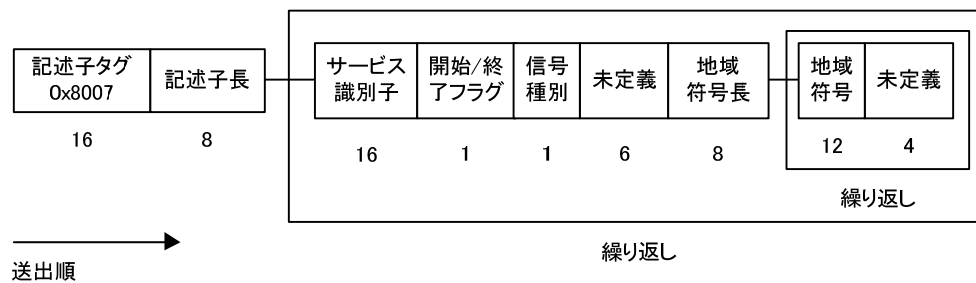 記述子タグ
0x8007
記述子長
サービス
識別子
開始/終
了フラグ
信号
種別
未定義
地域
符号長
地域
符号
未定義
16
8
16
1
1
6
8
12
4
繰り返し
繰り返し
送出順